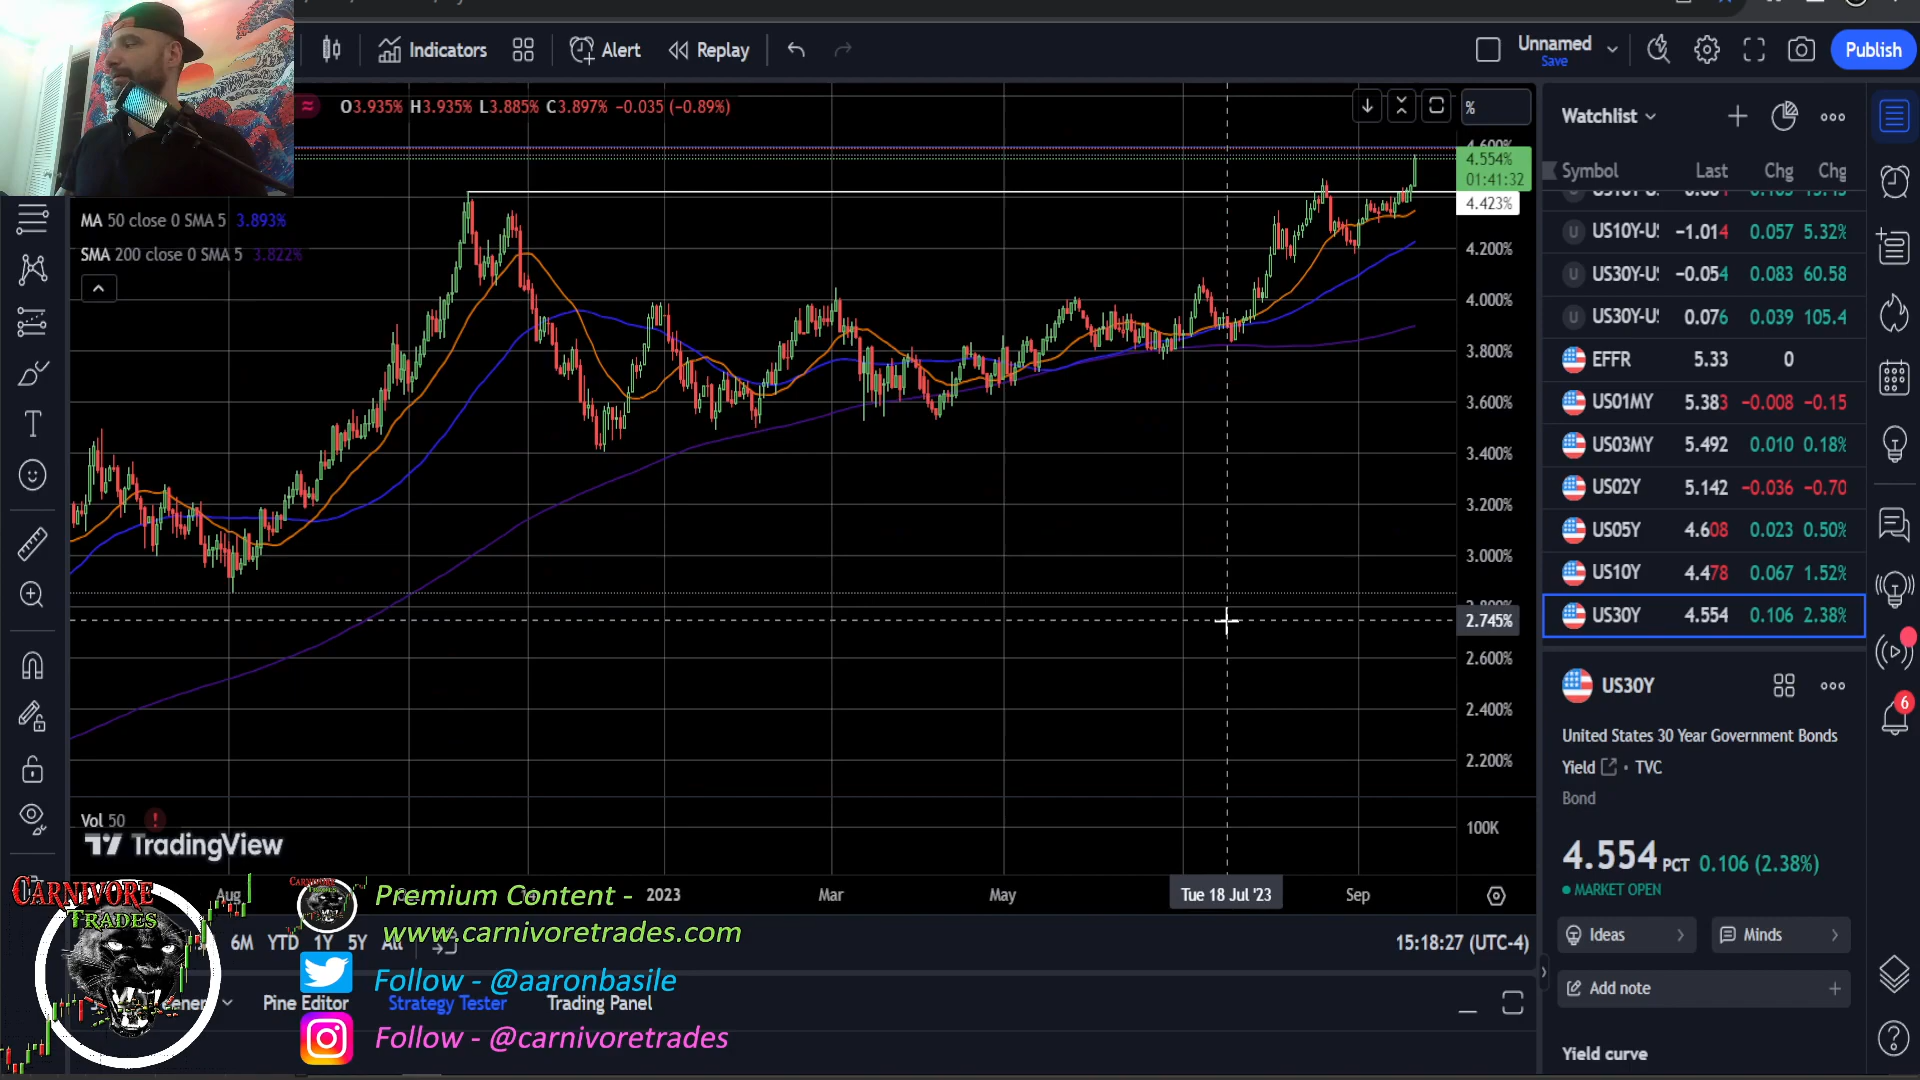 Indicators
Alert
Replay
Unnamed
Save
Publish
O3.935% H3.935% L3.885% C3.897% -0.035 (-0.89%)
%
MA 50 close 0 SMA 5 3.893%
SMA 200 close 0 SMA 5 3.822%
4.600%
4.554%
01:41:32
4.423%
4.200%
4.000%
3.800%
3.600%
3.400%
3.200%
3.000%
2.800%
2.745%
2.600%
2.400%
2.200%
100K
Vol 50
TradingView
Aug
2023
Mar
May
Tue 18 Jul '23
Sep
6M YTD 1Y 5Y All
15:18:27 (UTC-4)
Pine Editor
Strategy Tester
Trading Panel
CARNIVORE
TRADES
Premium Content -
www.carnivoretrades.com
Follow - @aaronbasile
Follow - @carnivoretrades
Watchlist
Symbol Last Chg Chg
US10Y-U −1.014 0.057 5.32%
US30Y-U −0.054 0.083 60.58
US30Y-U 0.076 0.039 105.4
EFFR 5.33 0
US01MY 5.383 −0.008 −0.15
US03MY 5.492 0.010 0.18%
US02Y 5.142 −0.036 −0.70
US05Y 4.608 0.023 0.50%
US10Y 4.478 0.067 1.52%
US30Y 4.554 0.106 2.38%
US30Y
United States 30 Year Government Bonds
Yield • TVC
Bond
4.554 PCT 0.106 (2.38%)
MARKET OPEN
Ideas
Minds
Add note
Yield curve
6